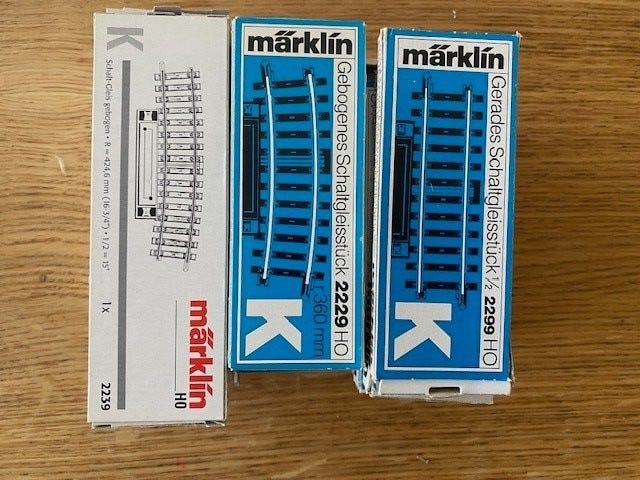 K
Schalt-Gleis gebogen • R = 424,6 mm (16-3/4") • 1/2 = 15°
1x
märklin
HO
2239
märklin
Gebogenes Schaltgleisstück 2229 HO
r 360 mm
K
märklin
Gerades Schaltgleisstück ½ 2299 HO
K